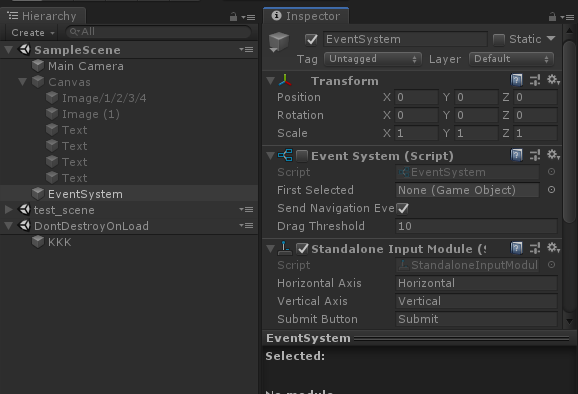 Hierarchy
Create
All
SampleScene
Main Camera
Canvas
Image/1/2/3/4
Image (1)
Text
Text
Text
Text
EventSystem
test_scene
DontDestroyOnLoad
KKK
Inspector
EventSystem Static
Tag Untagged Layer Default
Transform
Position X 0 Y 0 Z 0
Rotation X 0 Y 0 Z 0
Scale X 1 Y 1 Z 1
Event System (Script)
Script EventSystem
First Selected None (Game Object)
Send Navigation Eve
Drag Threshold 10
Standalone Input Module (
Script StandaloneInputModul
Horizontal Axis Horizontal
Vertical Axis Vertical
Submit Button Submit
EventSystem
Selected:
No module